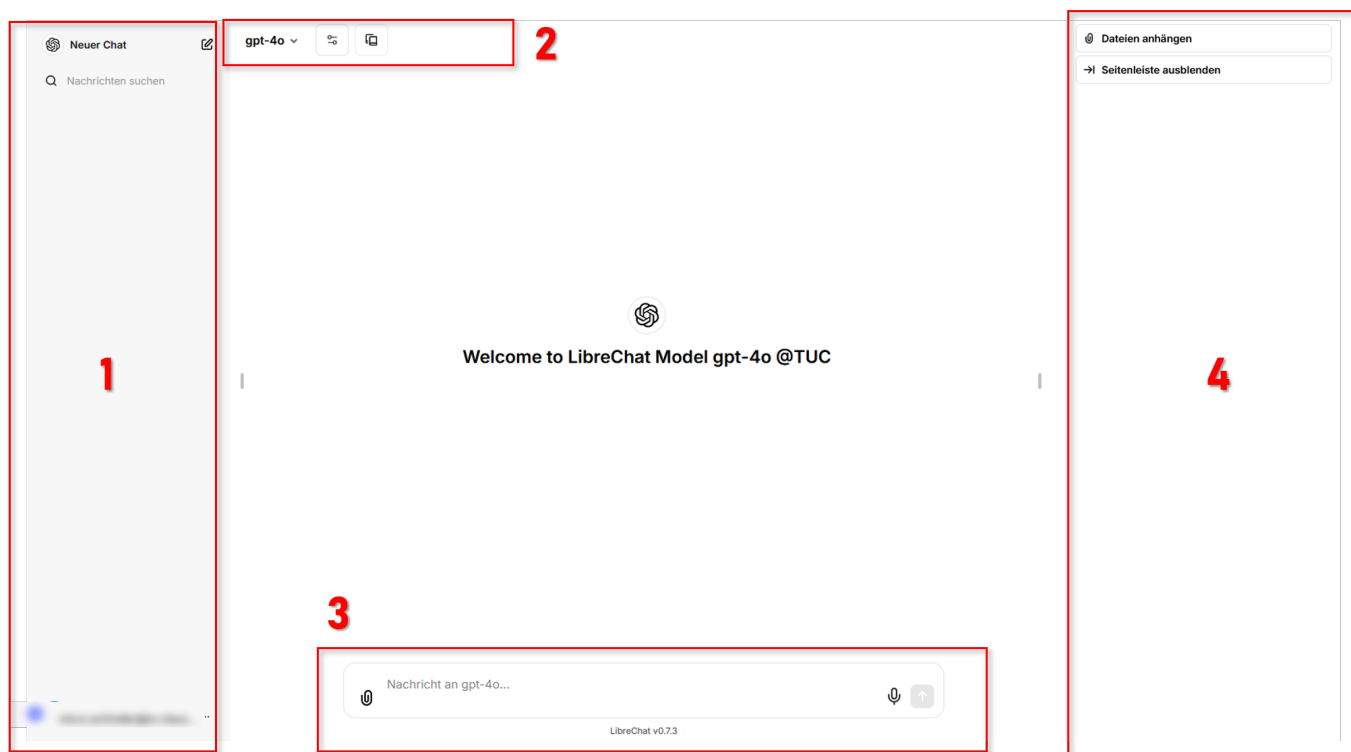 Neuer Chat
Nachrichten suchen
1
gpt-4o
2
Welcome to LibreChat Model gpt-4o @TUC
3
Nachricht an gpt-4o...
LibreChat v0.7.3
Dateien anhängen
Seitenleiste ausblenden
4